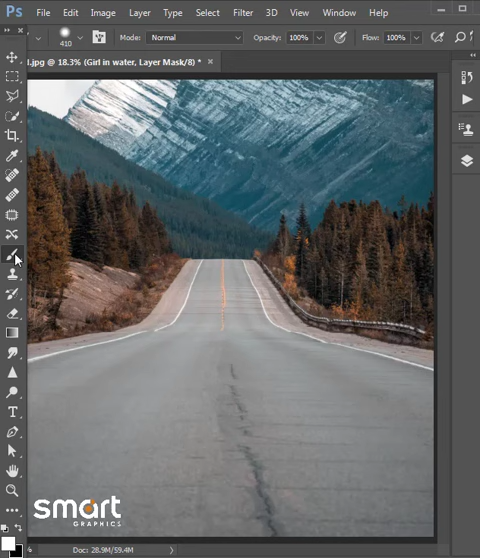 Ps File Edit Image Layer Type Select Filter 3D View Window Help
410 Mode: Normal Opacity: 100% Flow: 100%
l.jpg @ 18.3% (Girl in water, Layer Mask/8) *
smart
GRAPHICS
% Doc: 28.9M/59.4M